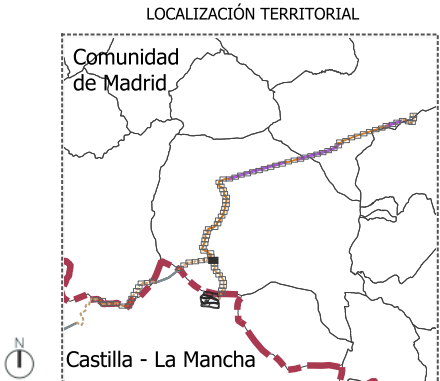 LOCALIZACIÓN TERRITORIAL
Comunidad
de Madrid
N
Castilla - La Mancha